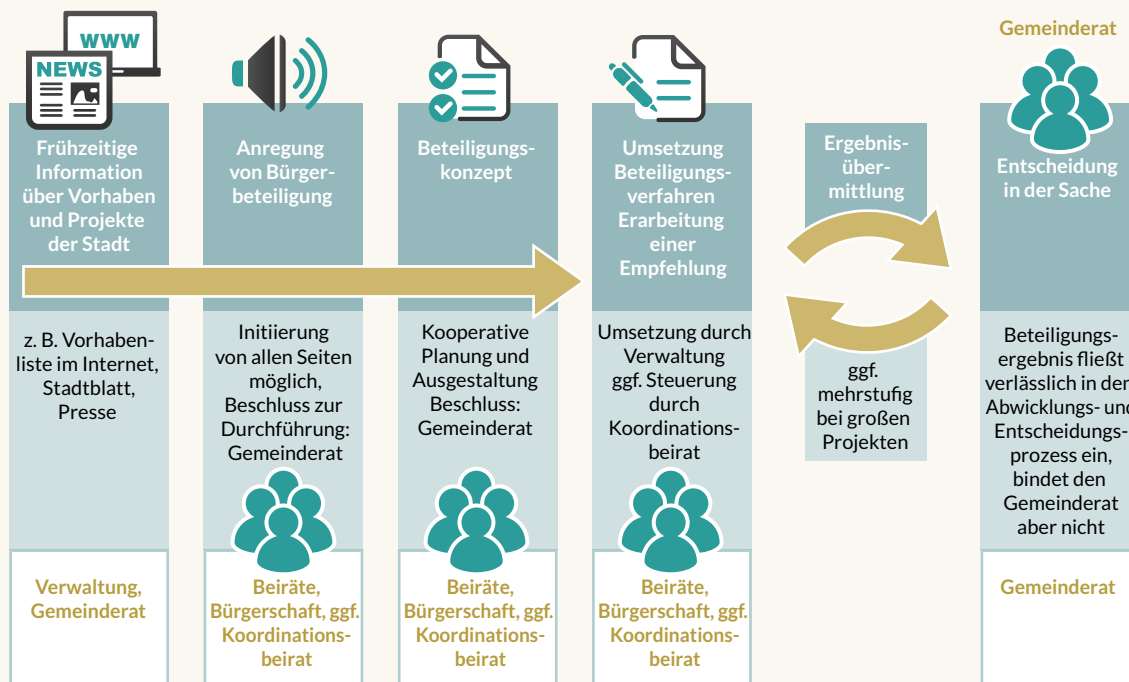 WWW
NEWS
Frühzeitige
Information
über Vorhaben
und Projekte
der Stadt
z. B. Vorhaben-
liste im Internet,
Stadtblatt,
Presse
Verwaltung,
Gemeinderat
Anregung
von Bürger-
beteiligung
Initiierung
von allen Seiten
möglich,
Beschluss zur
Durchführung:
Gemeinderat
Beiräte,
Bürgerschaft, ggf.
Koordinations-
beirat
Beteiligungs-
konzept
Kooperative
Planung und
Ausgestaltung
Beschluss:
Gemeinderat
Beiräte,
Bürgerschaft, ggf.
Koordinations-
beirat
Umsetzung
Beteiligungs-
verfahren
Erarbeitung
einer
Empfehlung
Umsetzung durch
Verwaltung
ggf. Steuerung
durch
Koordinations-
beirat
Beiräte,
Bürgerschaft, ggf.
Koordinations-
beirat
Ergebnis-
über-
mittlung
ggf.
mehrstufig
bei großen
Projekten
Gemeinderat
Entscheidung
in der Sache
Beteiligungs-
ergebnis fließt
verlässlich in den
Abwicklungs- und
Entscheidungs-
prozess ein,
bindet den
Gemeinderat
aber nicht
Gemeinderat